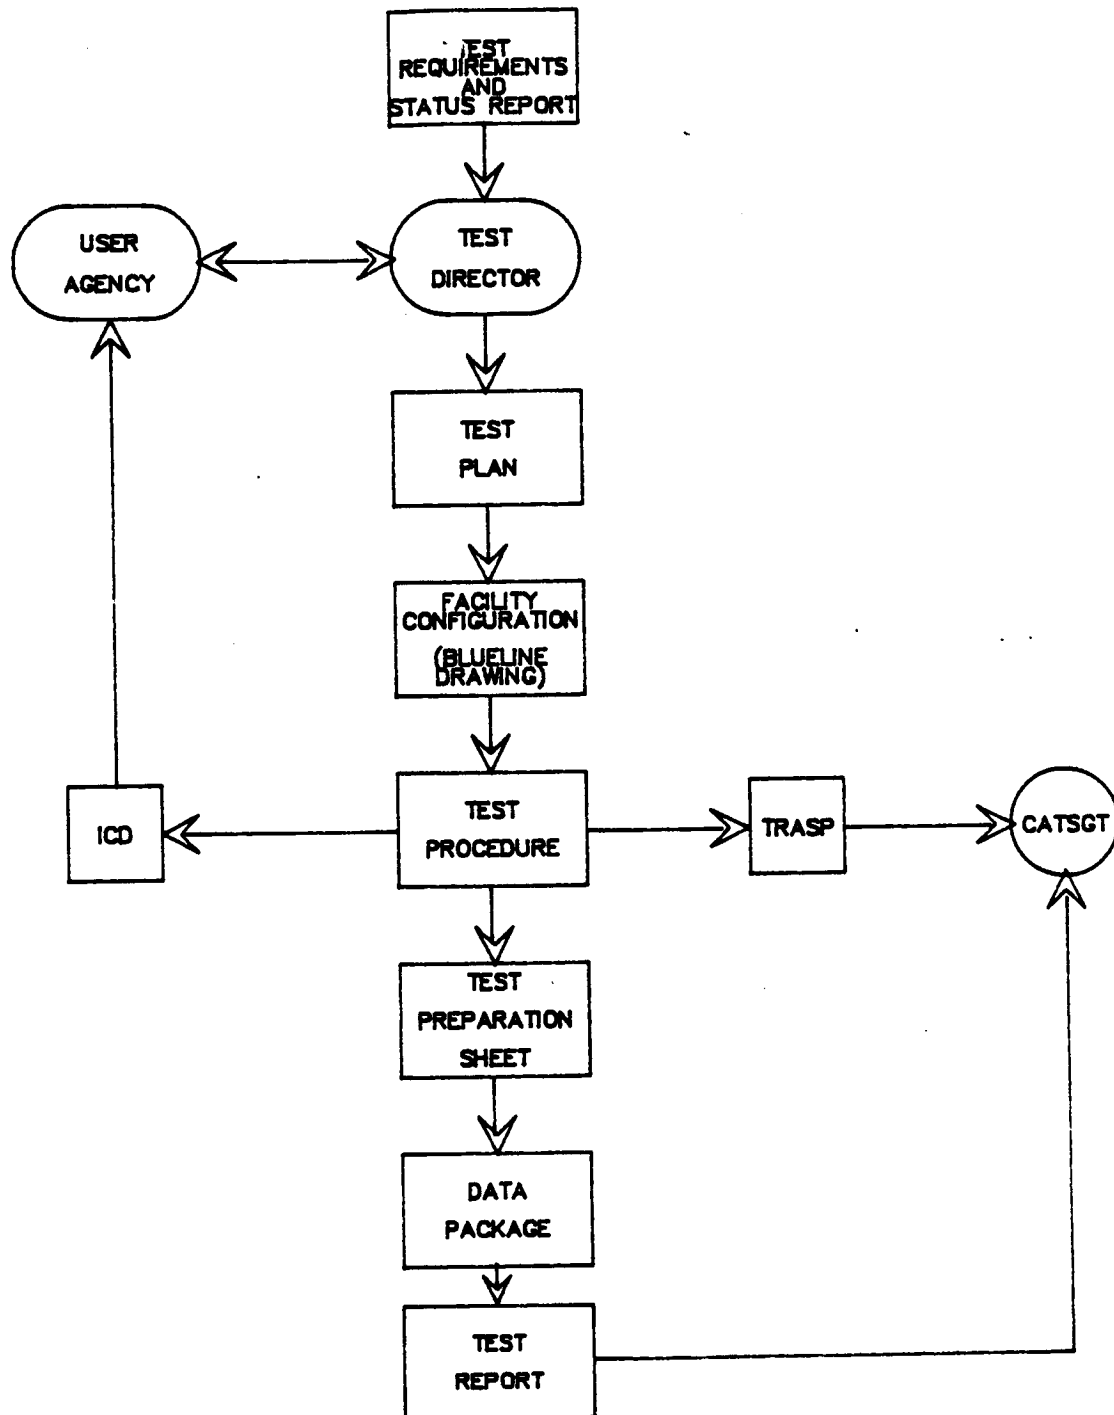 TEST
REQUIREMENTS
AND
STATUS REPORT
USER
AGENCY
TEST
DIRECTOR
TEST
PLAN
FACILITY
CONFIGURATION
(BLUELINE
DRAWING)
ICD
TEST
PROCEDURE
TRASP
CATSGT
TEST
PREPARATION
SHEET
DATA
PACKAGE
TEST
REPORT